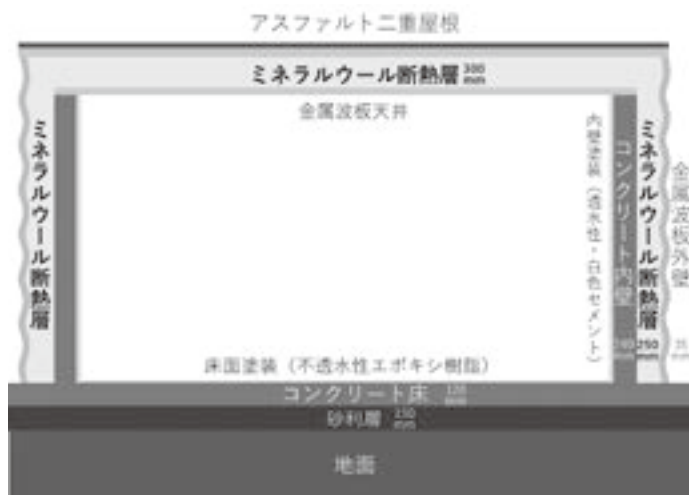 アスファルト二重屋根
ミネラルウール断熱層 300mm
金属波板天井
ミネラルウール断熱層
内壁塗装（透水性・白色セメント）
コンクリート内壁
ミネラルウール断熱層 250mm
金属波板外壁
床面塗装（不透水性エポキシ樹脂）
コンクリート床
砂利層
地面